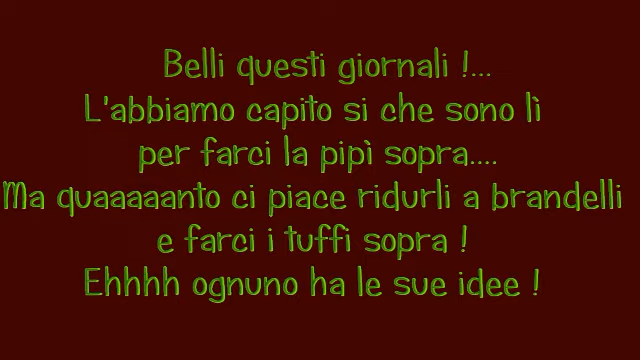 Belli questi giornali !...
L'abbiamo capito si che sono lì
per farci la pipì sopra....
Ma quaaaaanto ci piace ridurli a brandelli
e farci i tuffi sopra !
Ehhhh ognuno ha le sue idee !